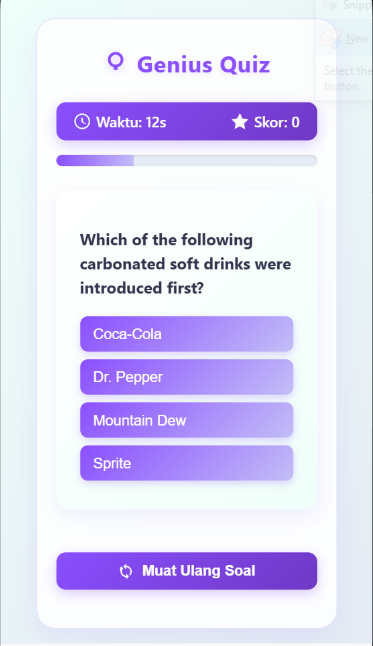 Snipp
New
Select the
button.
Genius Quiz
Waktu: 12s
Skor: 0
Which of the following
carbonated soft drinks were
introduced first?
Coca-Cola
Dr. Pepper
Mountain Dew
Sprite
Muat Ulang Soal